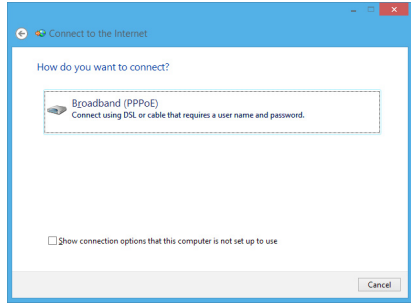 Connect to the Internet
How do you want to connect?
Broadband (PPPoE)
Connect using DSL or cable that requires a user name and password.
Show connection options that this computer is not set up to use
Cancel